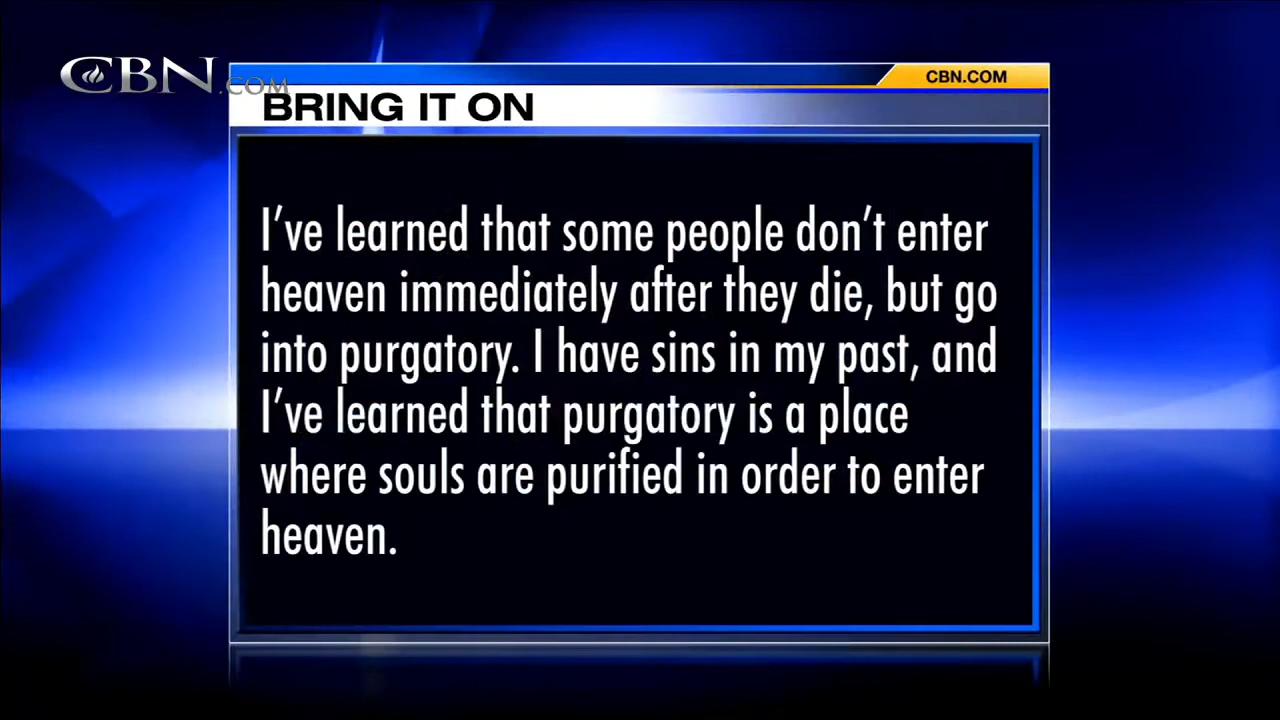 CBN.COM
CBN.COM
BRING IT ON
I’ve learned that some people don’t enter
heaven immediately after they die, but go
into purgatory. I have sins in my past, and
I’ve learned that purgatory is a place
where souls are purified in order to enter
heaven.